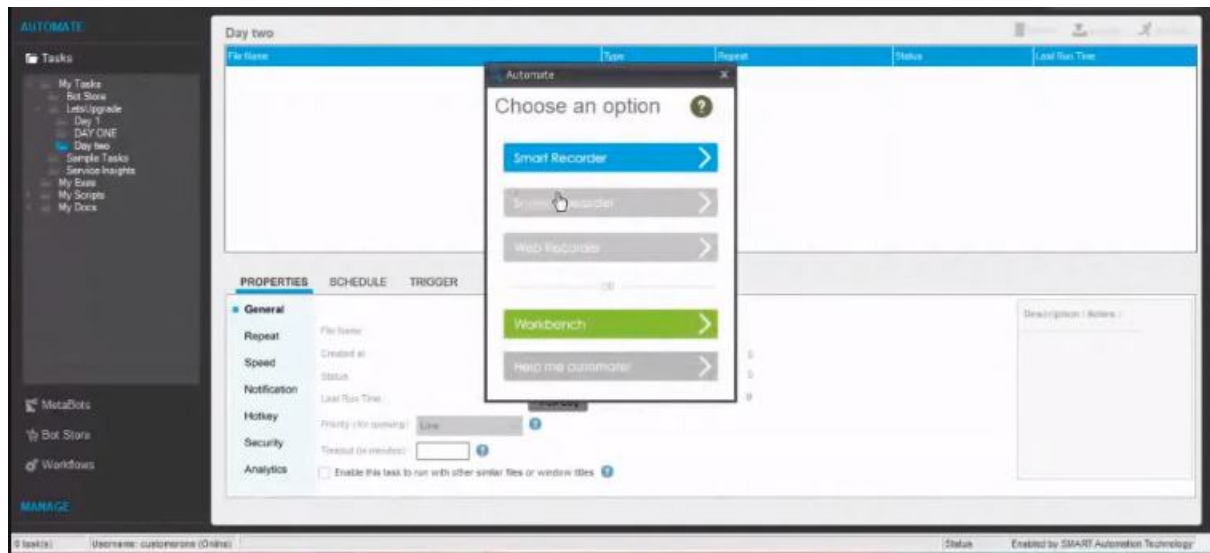 AUTOMATE
Tasks
My Tasks
Bot Store
LetsUpgrade
Day 1
DAY ONE
Day two
Sample Tasks
Service Insights
My Exes
My Scripts
My Docs
MetaBots
Bot Store
Workflows
MANAGE
Day two
File Name Type Repeat Status Last Run Time
Automate X
Choose an option ?
Smart Recorder
Recorder
Web Recorder
OR
Workbench
Help me automate!
PROPERTIES SCHEDULE TRIGGER
General
Repeat
Speed
Notification
Hotkey
Security
Analytics
File Name
Created at
Status
Last Run Time
Priority (for queuing) Low
Timeout (in minutes)
Enable this task to run with other similar files or window titles
Description / Notes :
0 task(s) Username: customerone (Online) Status Enabled by SMART Automation Technology